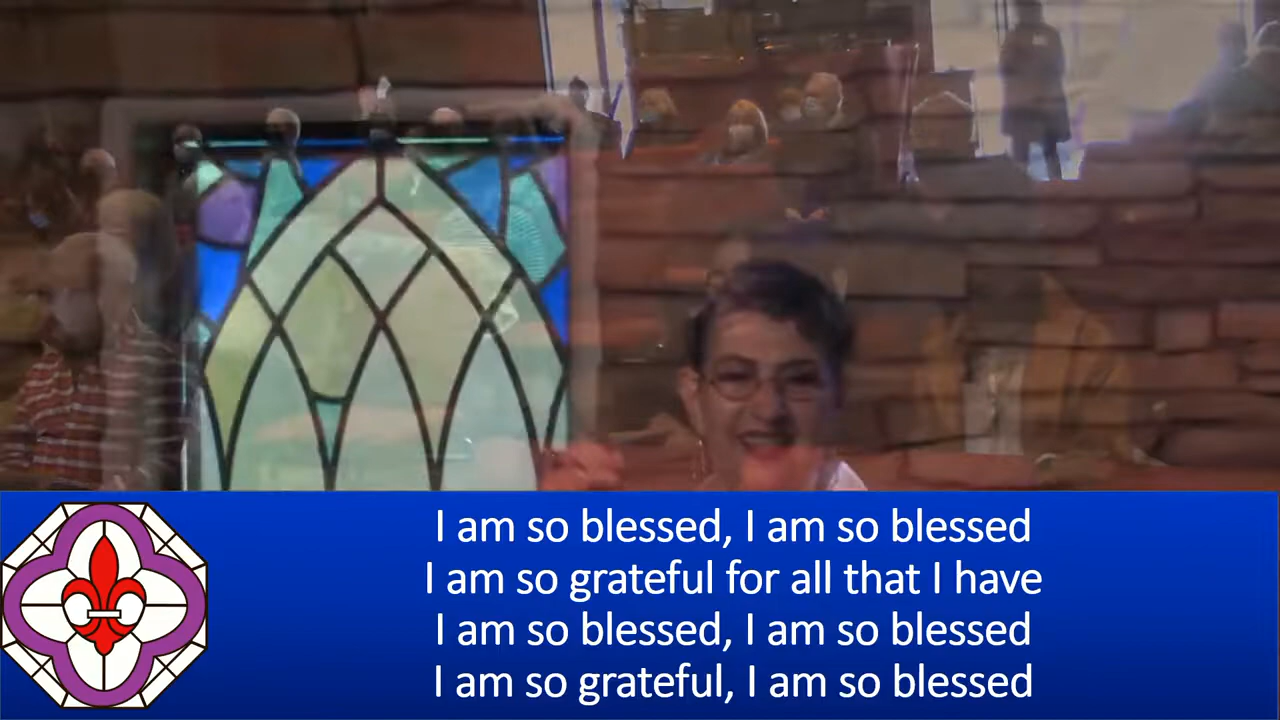 I am so blessed, I am so blessed
I am so grateful for all that I have
I am so blessed, I am so blessed
I am so grateful, I am so blessed